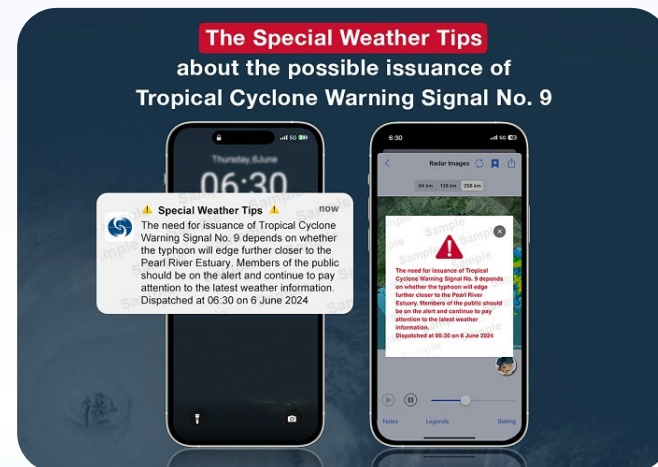 The Special Weather Tips
about the possible issuance of
Tropical Cyclone Warning Signal No. 9
5G
Thursday, 6 June
06:30
⚠ Special Weather Tips ⚠ now
The need for issuance of Tropical Cyclone
Warning Signal No. 9 depends on whether
the typhoon will edge further closer to the
Pearl River Estuary. Members of the public
should be on the alert and continue to pay
attention to the latest weather information.
Dispatched at 06:30 on 6 June 2024
Sample
6:30 5G
Radar Images
64 km 128 km 256 km
The need for issuance of Tropical
Cyclone Warning Signal No. 9 depends
on whether the typhoon will edge
further closer to the Pearl River
Estuary. Members of the public should
be on the alert and continue to pay
attention to the latest weather
information.
Dispatched at 06:30 on 6 June 2024
Sample
Notes Legends Setting